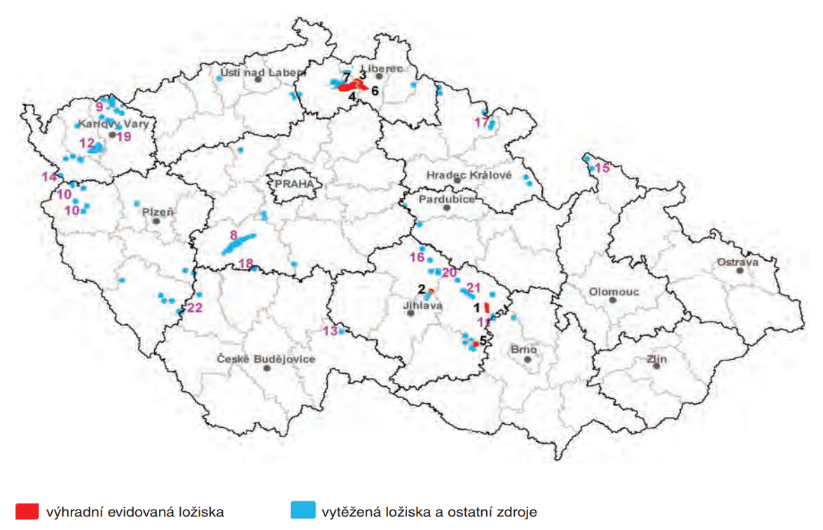 Ústí nad Labem
7
3
Liberec
6
4
9
Karlovy Vary
19
12
17
14
10
10
PRAHA
Hradec Králové
15
Pardubice
Plzeň
8
18
16
20
Ostrava
2
21
Olomouc
Jihlava
1
22
11
13
5
Brno
Zlín
České Budějovice
výhradní evidovaná ložiska
vytěžená ložiska a ostatní zdroje